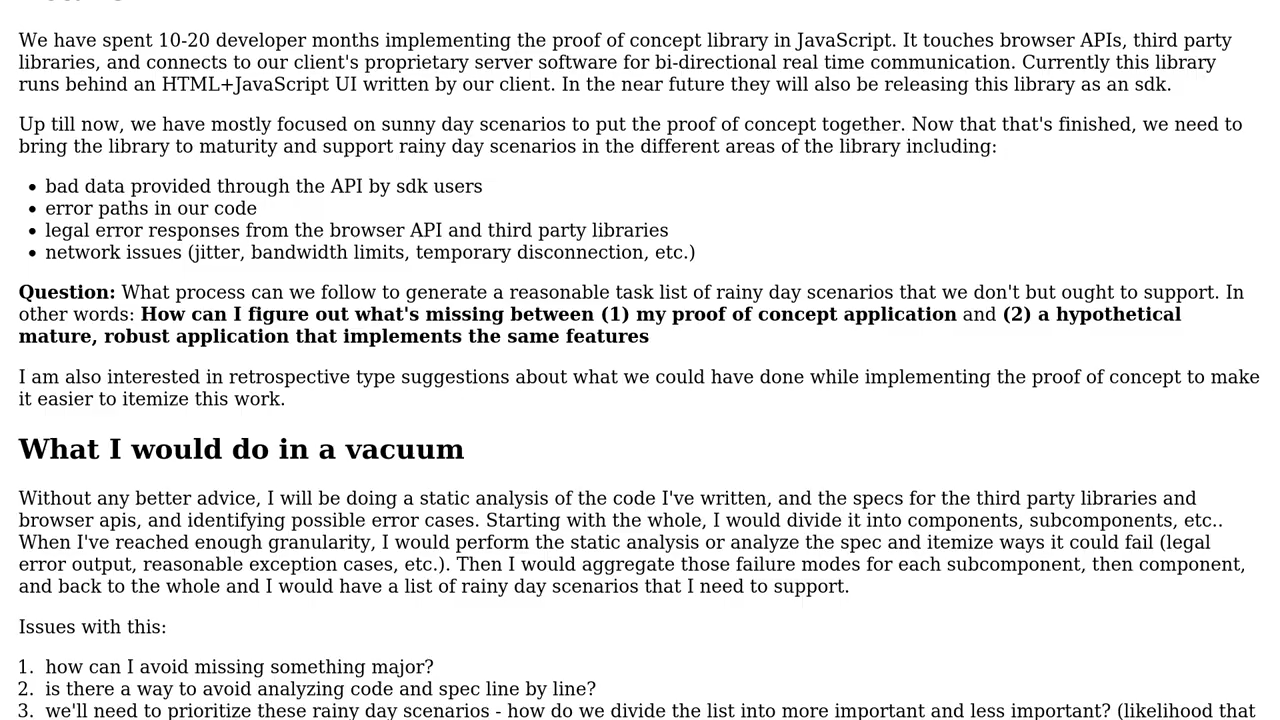 We have spent 10-20 developer months implementing the proof of concept library in JavaScript. It touches browser APIs, third party
libraries, and connects to our client's proprietary server software for bi-directional real time communication. Currently this library
runs behind an HTML+JavaScript UI written by our client. In the near future they will also be releasing this library as an sdk.
Up till now, we have mostly focused on sunny day scenarios to put the proof of concept together. Now that that's finished, we need to
bring the library to maturity and support rainy day scenarios in the different areas of the library including:
• bad data provided through the API by sdk users
• error paths in our code
• legal error responses from the browser API and third party libraries
• network issues (jitter, bandwidth limits, temporary disconnection, etc.)
Question: What process can we follow to generate a reasonable task list of rainy day scenarios that we don't but ought to support. In
other words: How can I figure out what's missing between (1) my proof of concept application and (2) a hypothetical
mature, robust application that implements the same features
I am also interested in retrospective type suggestions about what we could have done while implementing the proof of concept to make
it easier to itemize this work.
What I would do in a vacuum
Without any better advice, I will be doing a static analysis of the code I've written, and the specs for the third party libraries and
browser apis, and identifying possible error cases. Starting with the whole, I would divide it into components, subcomponents, etc..
When I've reached enough granularity, I would perform the static analysis or analyze the spec and itemize ways it could fail (legal
error output, reasonable exception cases, etc.). Then I would aggregate those failure modes for each subcomponent, then component,
and back to the whole and I would have a list of rainy day scenarios that I need to support.
Issues with this:
1. how can I avoid missing something major?
2. is there a way to avoid analyzing code and spec line by line?
3. we'll need to prioritize these rainy day scenarios - how do we divide the list into more important and less important? (likelihood that